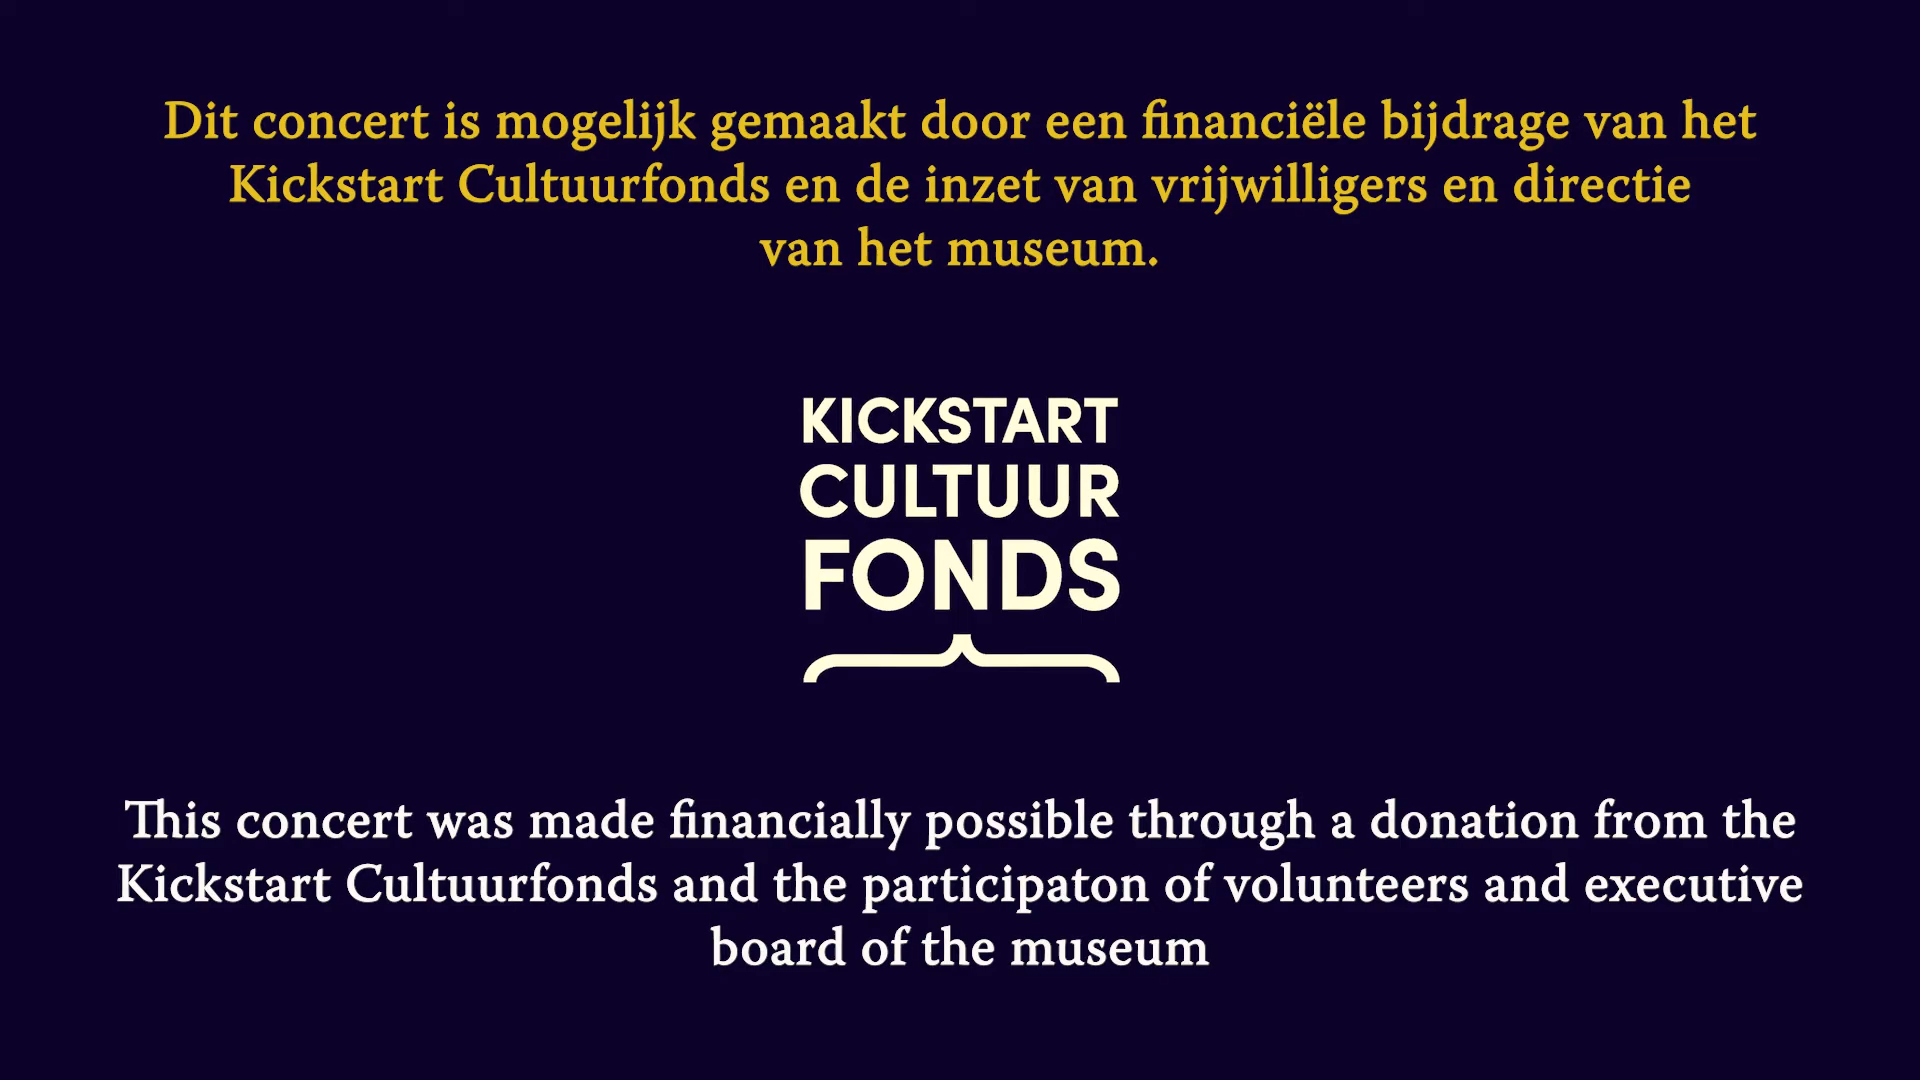 Dit concert is mogelijk gemaakt door een financiële bijdrage van het
Kickstart Cultuurfonds en de inzet van vrijwilligers en directie
van het museum.
KICKSTART
CULTUUR
FONDS
This concert was made financially possible through a donation from the
Kickstart Cultuurfonds and the participaton of volunteers and executive
board of the museum